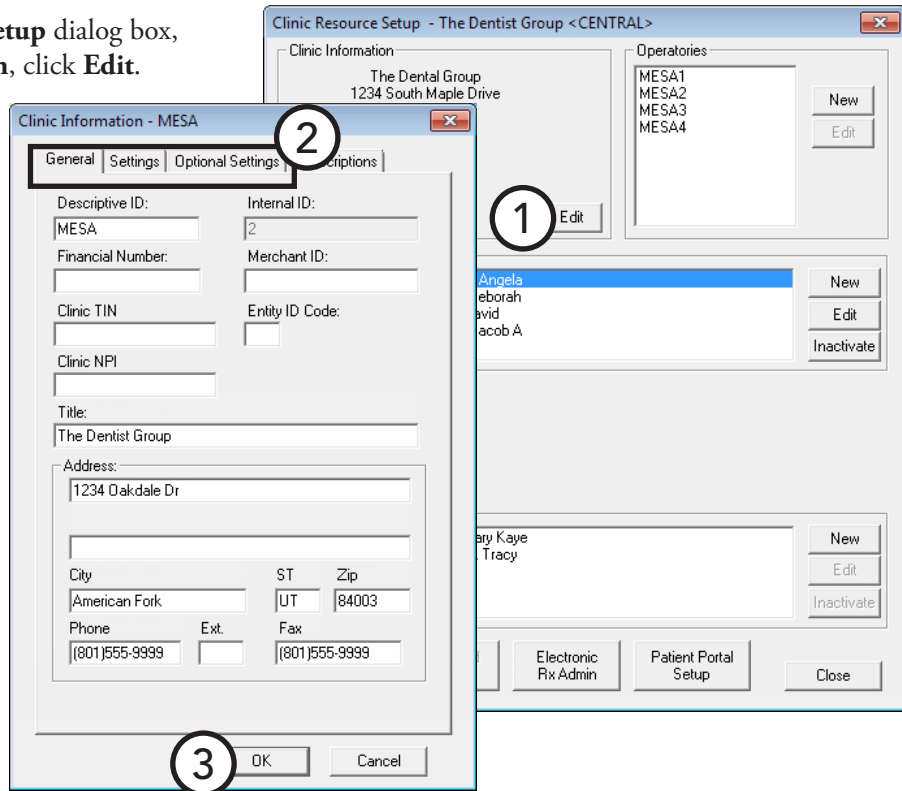 etup dialog box,
n, click Edit.
Clinic Resource Setup - The Dentist Group <CENTRAL>
Clinic Information
The Dental Group
1234 South Maple Drive
1
Edit
Operatories
MESA1
MESA2
MESA3
MESA4
New
Edit
Angela
eborah
avid
acob A
New
Edit
Inactivate
ary Kaye
Tracy
New
Edit
Inactivate
Electronic
Rx Admin
Patient Portal
Setup
Close
Clinic Information - MESA
2
General Settings Optional Settings criptions
Descriptive ID: Internal ID:
MESA 2
Financial Number: Merchant ID:
Clinic TIN Entity ID Code:
Clinic NPI
Title:
The Dentist Group
Address:
1234 Oakdale Dr
City ST Zip
American Fork UT 84003
Phone Ext. Fax
(801)555-9999 (801)555-9999
3
OK Cancel